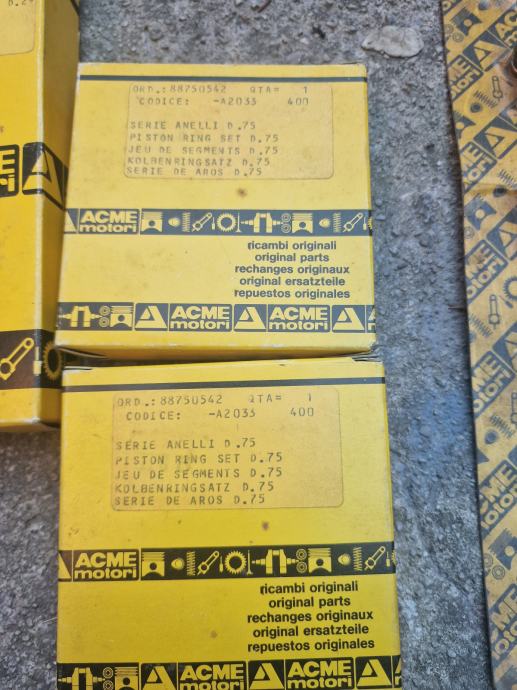 ORD.:88750542 QTA= 1
CODICE: -A2033 400
SERIE ANELLI D.75
PISTON RING SET D.75
JEU DE SEGMENTS D.75
KOLBENRINGSATZ D.75
SERIE DE AROS D.75
ACME
motori
ricambi originali
original parts
rechanges originaux
original ersatzteile
repuestos originales
ACME
motori
ACME
motori
ORD.:88750542 QTA= 1
CODICE: -A2033 400
SERIE ANELLI D.75
PISTON RING SET D.75
JEU DE SEGMENTS D.75
KOLBENRINGSATZ D.75
SERIE DE AROS D.75
ACME
motori
ricambi originali
original parts
rechanges originaux
original ersatzteile
repuestos originales
ACME
motori
ACME
motori